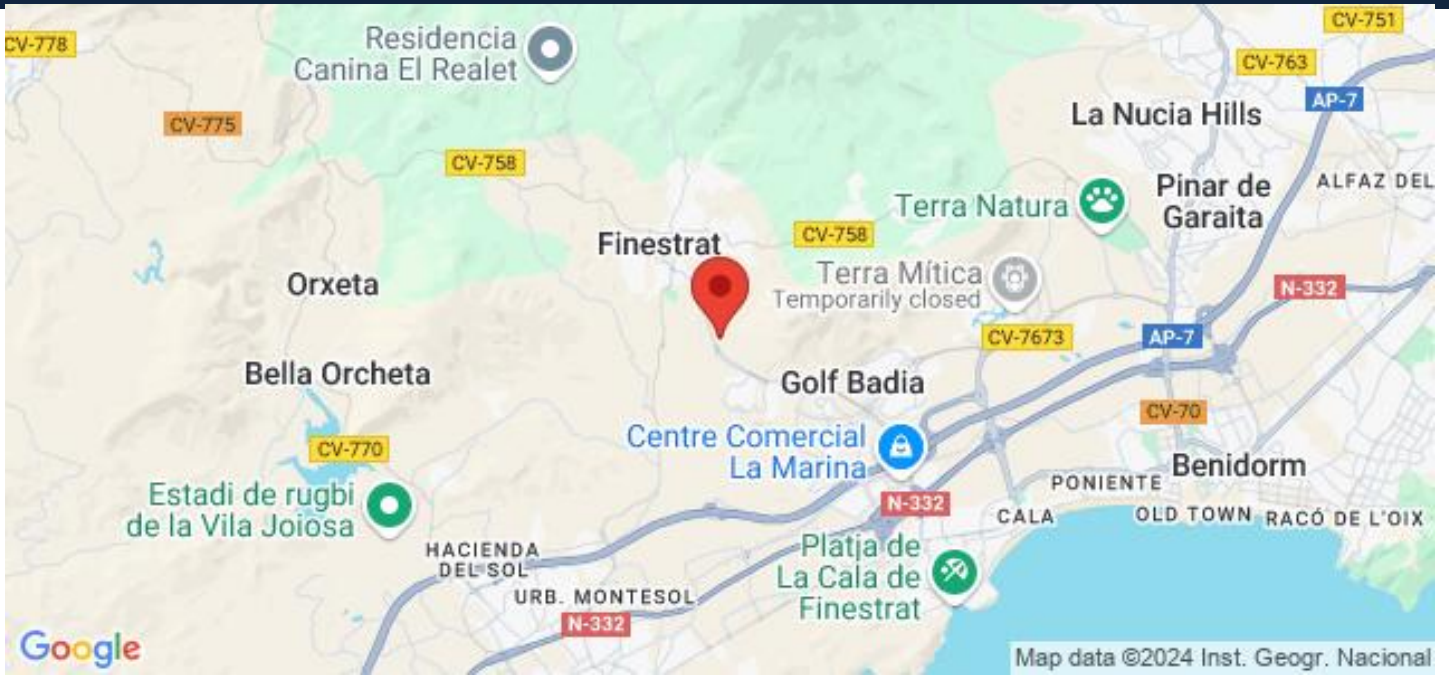 CV-778
Residencia
Canina El Realet
CV-751
CV-763
AP-7
La Nucia Hills
CV-775
CV-758
Terra Natura
Pinar de
Garaita
ALFAZ DEL
Finestrat
CV-758
Orxeta
Terra Mítica
Temporarily closed
N-332
CV-7673
AP-7
Bella Orcheta
Golf Badia
CV-70
Centre Comercial
La Marina
CV-770
Benidorm
PONIENTE
Estadi de rugbi
de la Vila Joiosa
N-332
CALA
OLD TOWN
RACÓ DE L'OIX
HACIENDA
DEL SOL
Platja de
La Cala de
Finestrat
URB. MONTESOL
N-332
Google
Map data ©2024 Inst. Geogr. Nacional